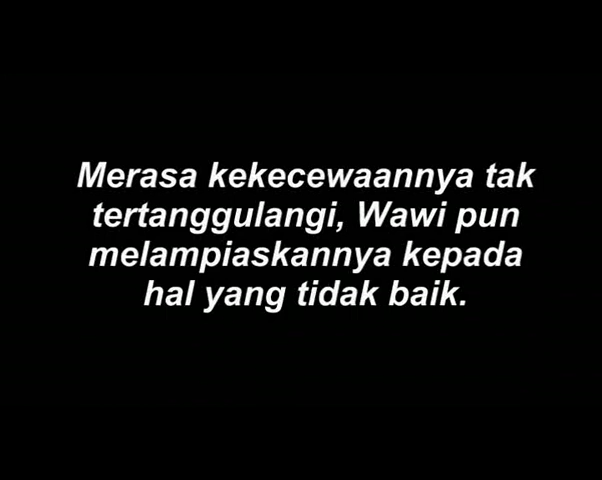 Merasa kekecewaannya tak
tertanggulangi, Wawi pun
melampiaskannya kepada
hal yang tidak baik.